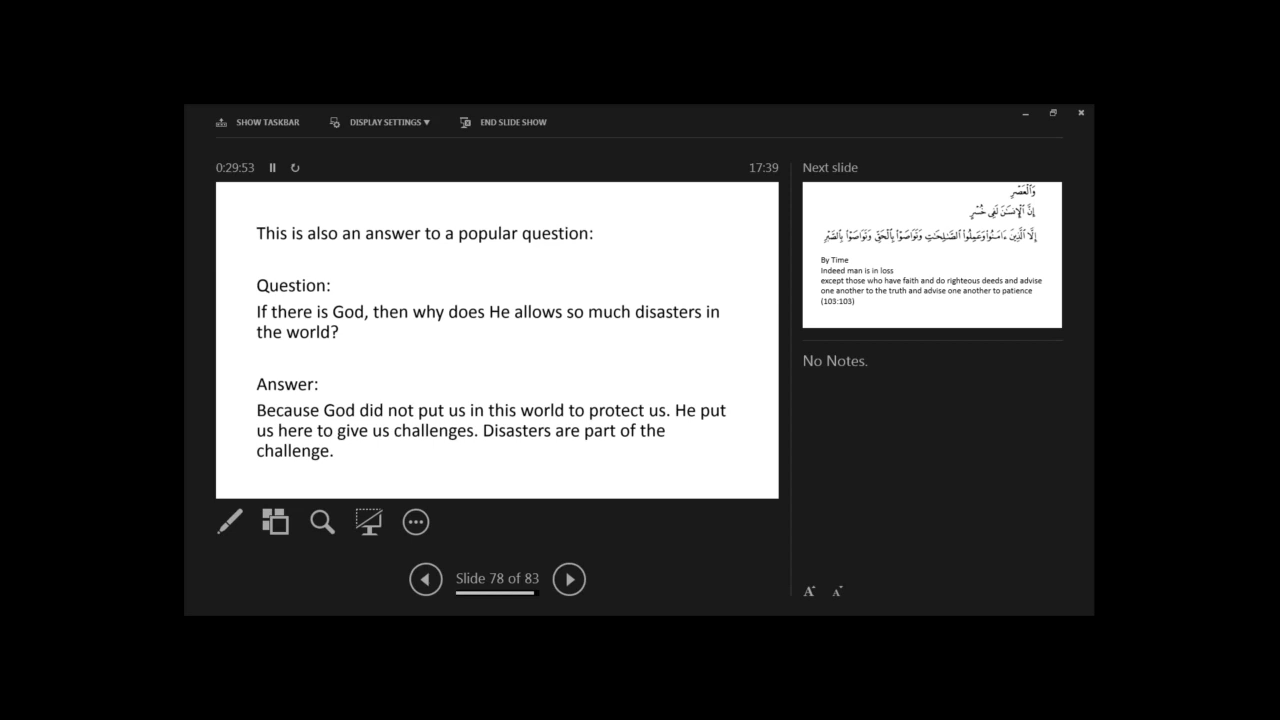 SHOW TASKBAR
DISPLAY SETTINGS ▼
END SLIDE SHOW
0:29:53
17:39
Next slide
This is also an answer to a popular question:
Question:
If there is God, then why does He allows so much disasters in
the world?
Answer:
Because God did not put us in this world to protect us. He put
us here to give us challenges. Disasters are part of the
challenge.
وَٱلْعَصْرِ
إِنَّ ٱلْإِنسَـٰنَ لَفِى خُسْرٍ
إِلَّا ٱلَّذِينَ ءَامَنُوا۟ وَعَمِلُوا۟ ٱلصَّـٰلِحَـٰتِ وَتَوَاصَوْا۟ بِٱلْحَقِّ وَتَوَاصَوْا۟ بِٱلصَّبْرِ
By Time
Indeed man is in loss
except those who have faith and do righteous deeds and advise
one another to the truth and advise one another to patience
(103:103)
No Notes.
Slide 78 of 83
A A